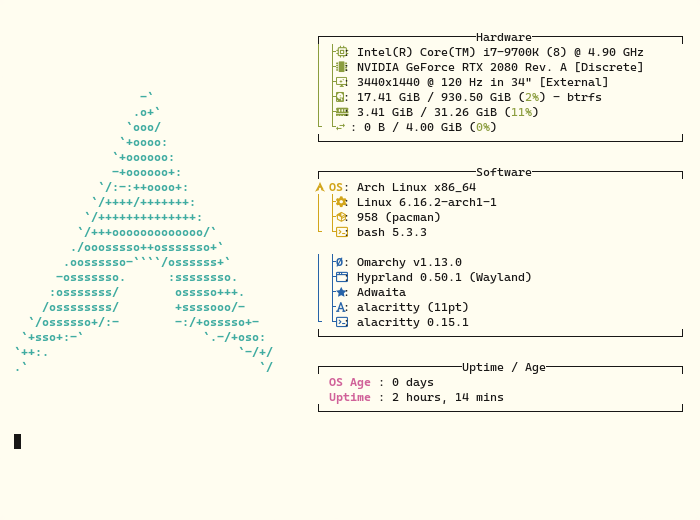 Hardware
Intel(R) Core(TM) i7-9700K (8) @ 4.90 GHz
NVIDIA GeForce RTX 2080 Rev. A [Discrete]
3440x1440 @ 120 Hz in 34" [External]
: 17.41 GiB / 930.50 GiB (2%) - btrfs
: 3.41 GiB / 31.26 GiB (11%)
: 0 B / 4.00 GiB (0%)
Software
OS: Arch Linux x86_64
: Linux 6.16.2-arch1-1
: 958 (pacman)
: bash 5.3.3
: Omarchy v1.13.0
: Hyprland 0.50.1 (Wayland)
: Adwaita
: alacritty (11pt)
: alacritty 0.15.1
Uptime / Age
OS Age : 0 days
Uptime : 2 hours, 14 mins
-`
.o+`
`ooo/
`+oooo:
`+oooooo:
-+oooooo+:
`/:-:++oooo+:
`/++++/+++++++:
`/++++++++++++++:
`/+++ooooooooooooo/`
./ooosssso++osssssso+`
.oossssso-````/ossssss+`
-osssssso.      :ssssssso.
:osssssss/        osssso+++.
/ossssssss/        +ssssooo/-
`/ossssso+/:-        -:/+osssso+-
`+sso+:-`                 `.-/+oso:
`++:.                           `-/+/
.`                                 `/